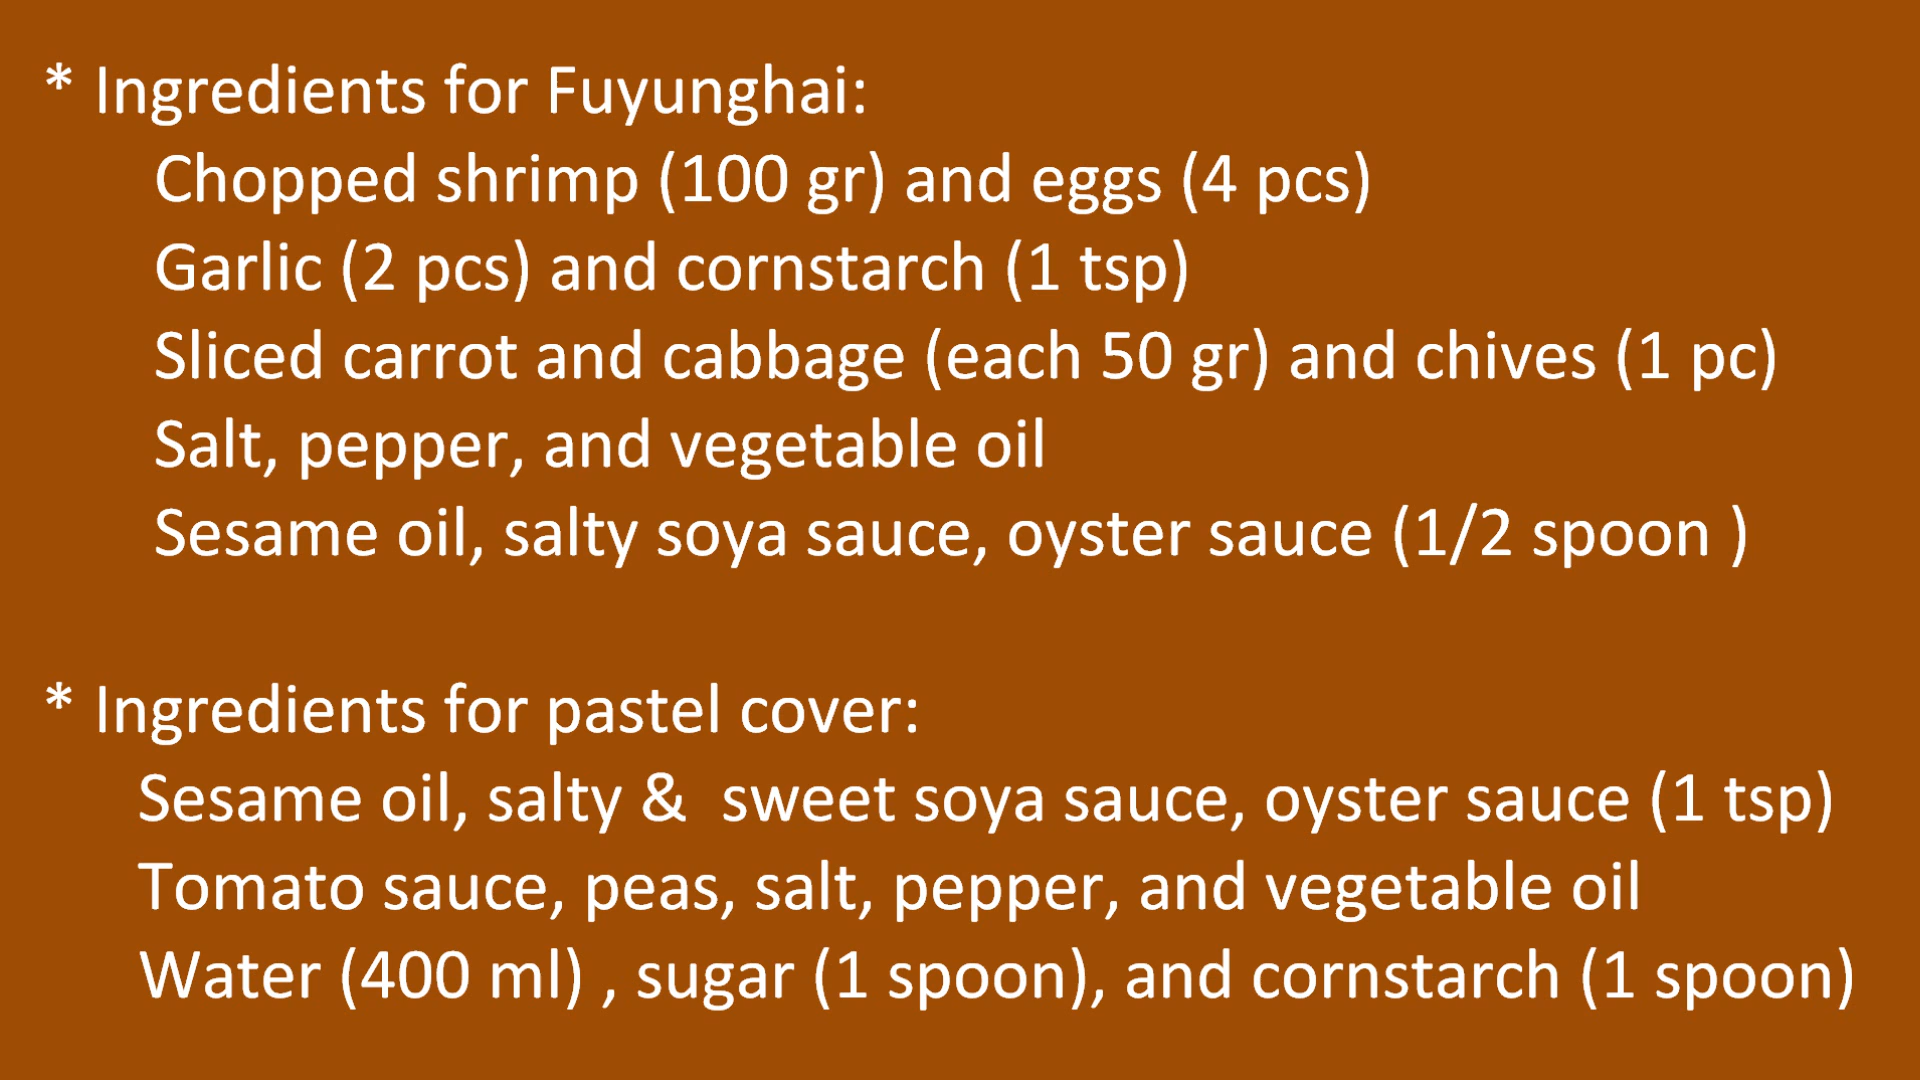 * Ingredients for Fuyunghai:
Chopped shrimp (100 gr) and eggs (4 pcs)
Garlic (2 pcs) and cornstarch (1 tsp)
Sliced carrot and cabbage (each 50 gr) and chives (1 pc)
Salt, pepper, and vegetable oil
Sesame oil, salty soya sauce, oyster sauce (1/2 spoon )
* Ingredients for pastel cover:
Sesame oil, salty &  sweet soya sauce, oyster sauce (1 tsp)
Tomato sauce, peas, salt, pepper, and vegetable oil
Water (400 ml) , sugar (1 spoon), and cornstarch (1 spoon)